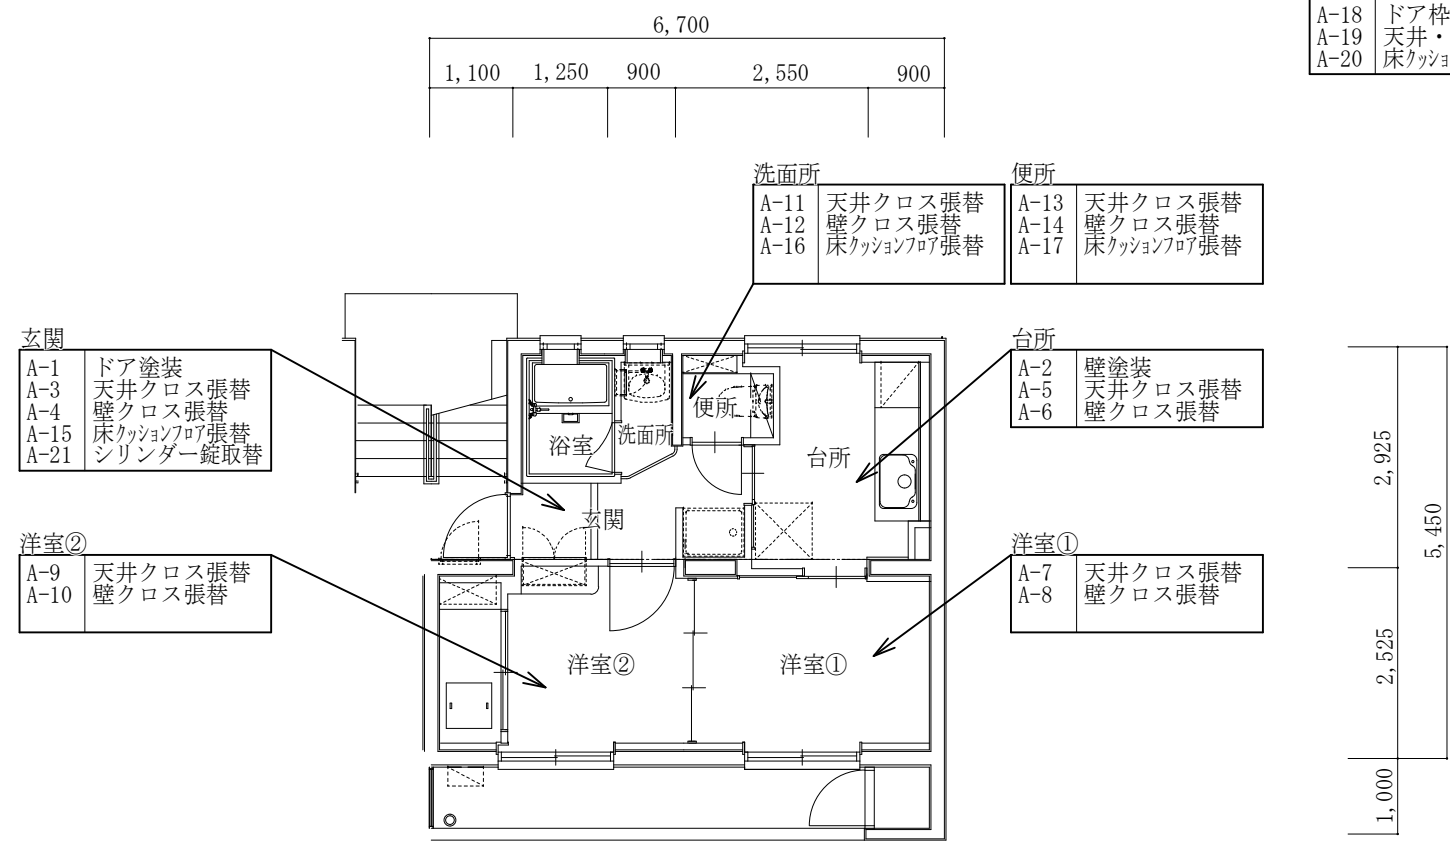 6,700
1,100 1,250 900 2,550 900
A-18 ドア枠
A-19 天井・
A-20 床クッショ
洗面所
A-11 天井クロス張替
A-12 壁クロス張替
A-16 床クッションフロア張替
便所
A-13 天井クロス張替
A-14 壁クロス張替
A-17 床クッションフロア張替
玄関
A-1 ドア塗装
A-3 天井クロス張替
A-4 壁クロス張替
A-15 床クッションフロア張替
A-21 シリンダー錠取替
台所
A-2 壁塗装
A-5 天井クロス張替
A-6 壁クロス張替
洋室②
A-9 天井クロス張替
A-10 壁クロス張替
洋室①
A-7 天井クロス張替
A-8 壁クロス張替
便所
浴室
洗面所
台所
玄関
洋室②
洋室①
2,925
5,450
2,525
1,000